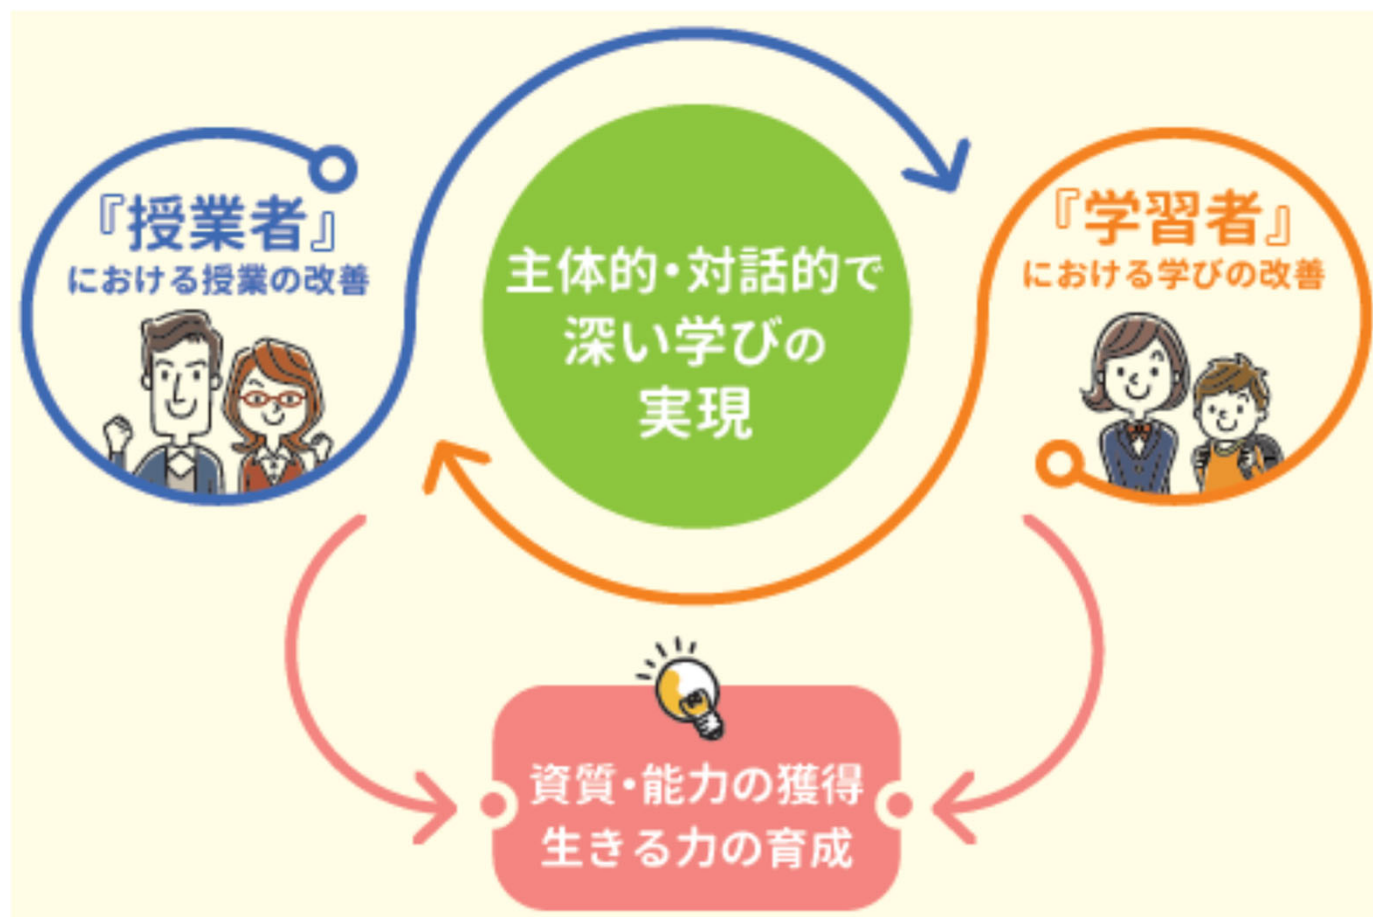 『授業者』
における授業の改善
主体的・対話的で
深い学びの
実現
『学習者』
における学びの改善
資質・能力の獲得
生きる力の育成